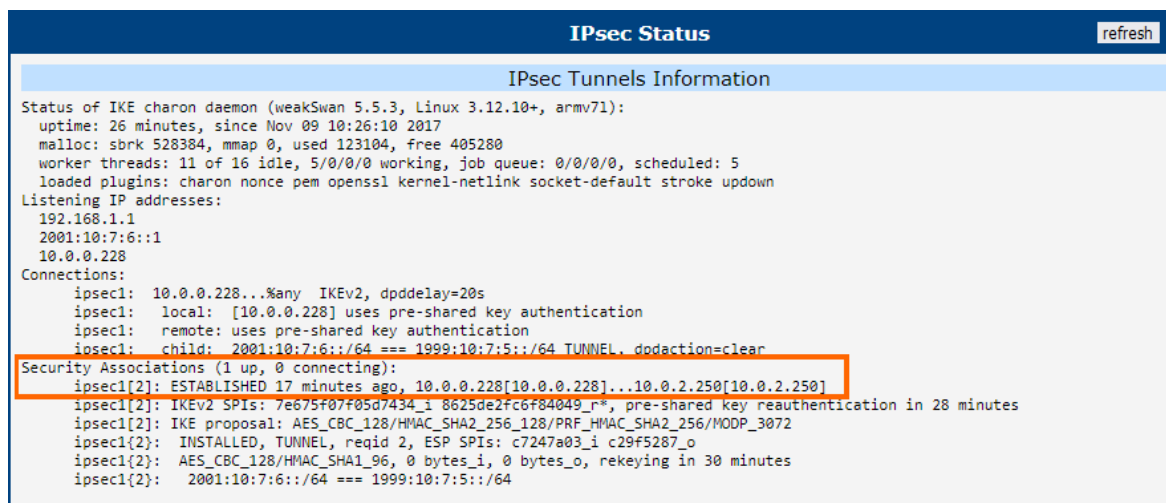 IPsec Status
refresh
IPsec Tunnels Information
Status of IKE charon daemon (weakSwan 5.5.3, Linux 3.12.10+, armv7l):
uptime: 26 minutes, since Nov 09 10:26:10 2017
malloc: sbrk 528384, mmap 0, used 123104, free 405280
worker threads: 11 of 16 idle, 5/0/0/0 working, job queue: 0/0/0/0, scheduled: 5
loaded plugins: charon nonce pem openssl kernel-netlink socket-default stroke updown
Listening IP addresses:
192.168.1.1
2001:10:7:6::1
10.0.0.228
Connections:
ipsec1:  10.0.0.228...%any  IKEv2, dpddelay=20s
ipsec1:   local:  [10.0.0.228] uses pre-shared key authentication
ipsec1:   remote: uses pre-shared key authentication
ipsec1:   child:  2001:10:7:6::/64 === 1999:10:7:5::/64 TUNNEL, dpdaction=clear
Security Associations (1 up, 0 connecting):
ipsec1[2]: ESTABLISHED 17 minutes ago, 10.0.0.228[10.0.0.228]...10.0.2.250[10.0.2.250]
ipsec1[2]: IKEv2 SPIs: 7e675f07f05d7434_i 8625de2fc6f84049_r*, pre-shared key reauthentication in 28 minutes
ipsec1[2]: IKE proposal: AES_CBC_128/HMAC_SHA2_256_128/PRF_HMAC_SHA2_256/MODP_3072
ipsec1{2}:  INSTALLED, TUNNEL, reqid 2, ESP SPIs: c7247a03_i c29f5287_o
ipsec1{2}:  AES_CBC_128/HMAC_SHA1_96, 0 bytes_i, 0 bytes_o, rekeying in 30 minutes
ipsec1{2}:   2001:10:7:6::/64 === 1999:10:7:5::/64